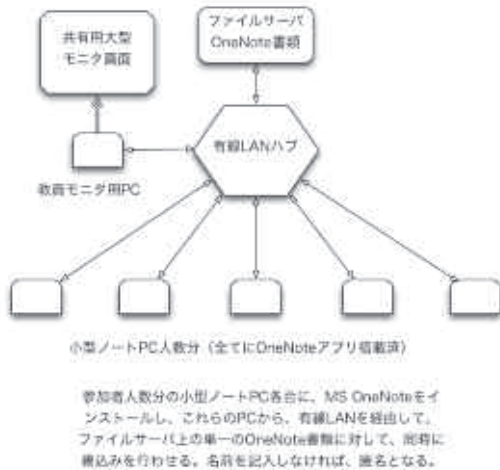 共有用大型
モニタ画面
ファイルサーバ
OneNote書類
有線LANハブ
教員モニタ用PC
小型ノートPC人数分（全てにOneNoteアプリ搭載済）
参加者人数分の小型ノートPC各台に、MS OneNoteをイ
ンストールし、これらのPCから、有線LANを経由して、
ファイルサーバ上の単一のOneNote書類に対して、同時に
書込みを行わせる。名前を記入しなければ、匿名となる。